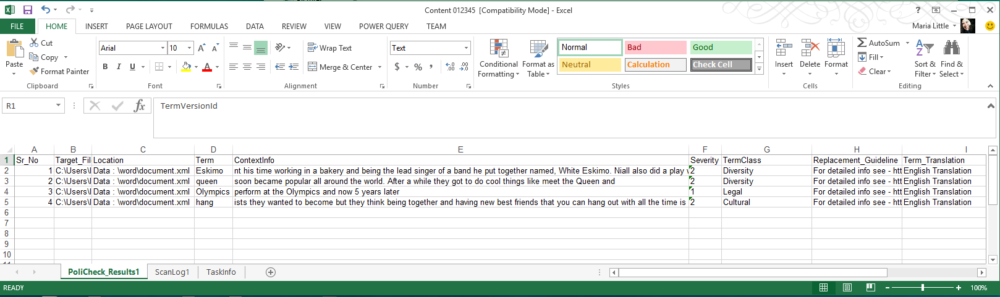 Content 012345 [Compatibility Mode] - Excel
FILE HOME INSERT PAGE LAYOUT FORMULAS DATA REVIEW VIEW POWER QUERY TEAM Maria Little
Paste Cut Copy Format Painter
Clipboard
Arial 10 A A
B I U A
Font
Wrap Text
Merge & Center
Alignment
Text
$ % , .0 .00 .00 .0
Number
Conditional Formatting Format as Table
Normal Bad Good
Neutral Calculation Check Cell
Styles
Insert Delete Format
Cells
AutoSum
Fill
Clear
Sort & Filter Find & Select
Editing
R1 fx TermVersionId
A B C D E F G H I
1 Sr_No Target_Fil Location Term ContextInfo Severity TermClass Replacement_Guideline Term_Translation
2 1 C:\Users\l Data : \word\document.xml Eskimo nt his time working in a bakery and being the lead singer of a band he put together named, White Eskimo. Niall also did a play w 2 Diversity For detailed info see - htt English Translation
3 2 C:\Users\l Data : \word\document.xml queen soon became popular all around the world. After a while they got to do cool things like meet the Queen and 2 Diversity For detailed info see - htt English Translation
4 3 C:\Users\l Data : \word\document.xml Olympics perform at the Olympics and now 5 years later 1 Legal For detailed info see - htt English Translation
5 4 C:\Users\l Data : \word\document.xml hang ists they wanted to become but they think being together and having new best friends that you can hang out with all the time is 2 Cultural For detailed info see - htt English Translation
6
7
8
9
10
PoliCheck_Results1 ScanLog1 TaskInfo
READY 100%